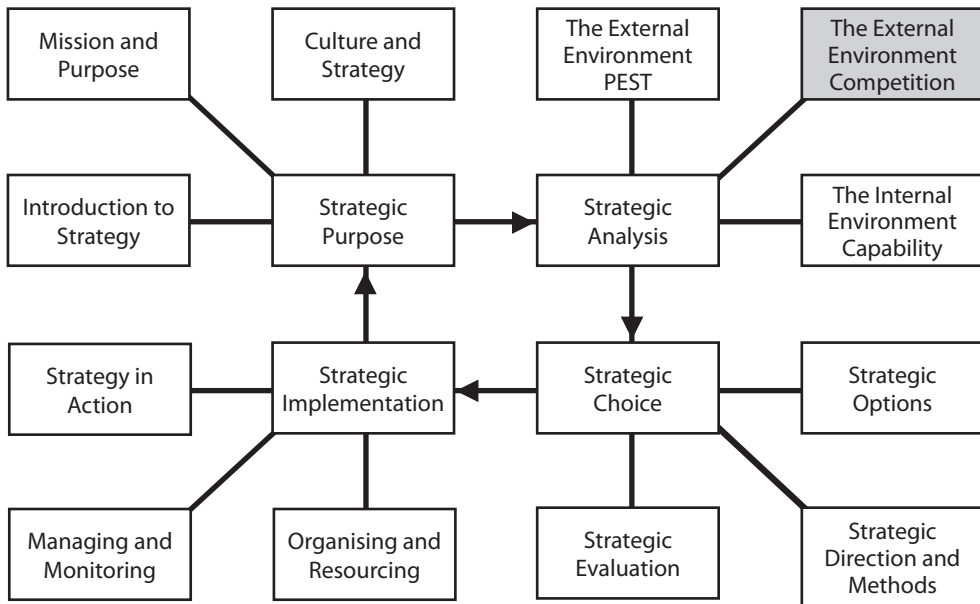 Mission and
Purpose
Culture and
Strategy
The External
Environment
PEST
The External
Environment
Competition
Introduction to
Strategy
Strategic
Purpose
Strategic
Analysis
The Internal
Environment
Capability
Strategy in
Action
Strategic
Implementation
Strategic
Choice
Strategic
Options
Managing and
Monitoring
Organising and
Resourcing
Strategic
Evaluation
Strategic
Direction and
Methods